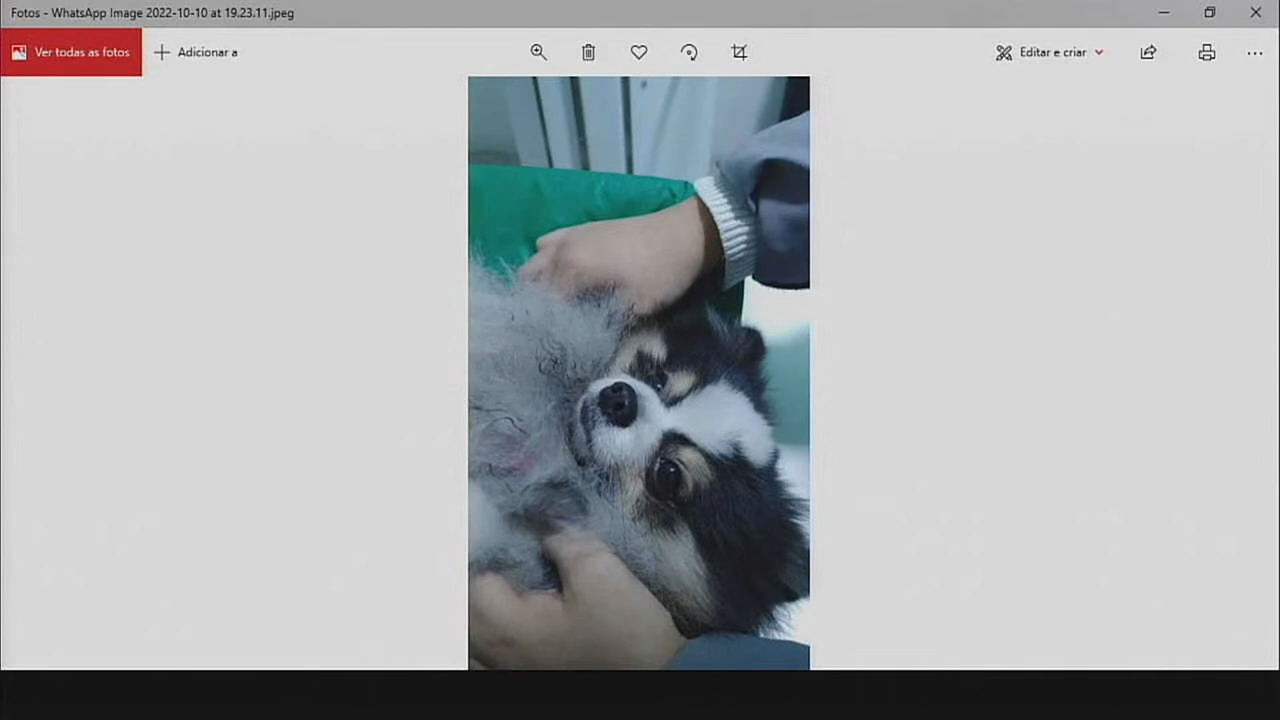 Fotos - WhatsApp Image 2022-10-10 at 19.23.11.jpeg
Ver todas as fotos
Adicionar a
Editar e criar